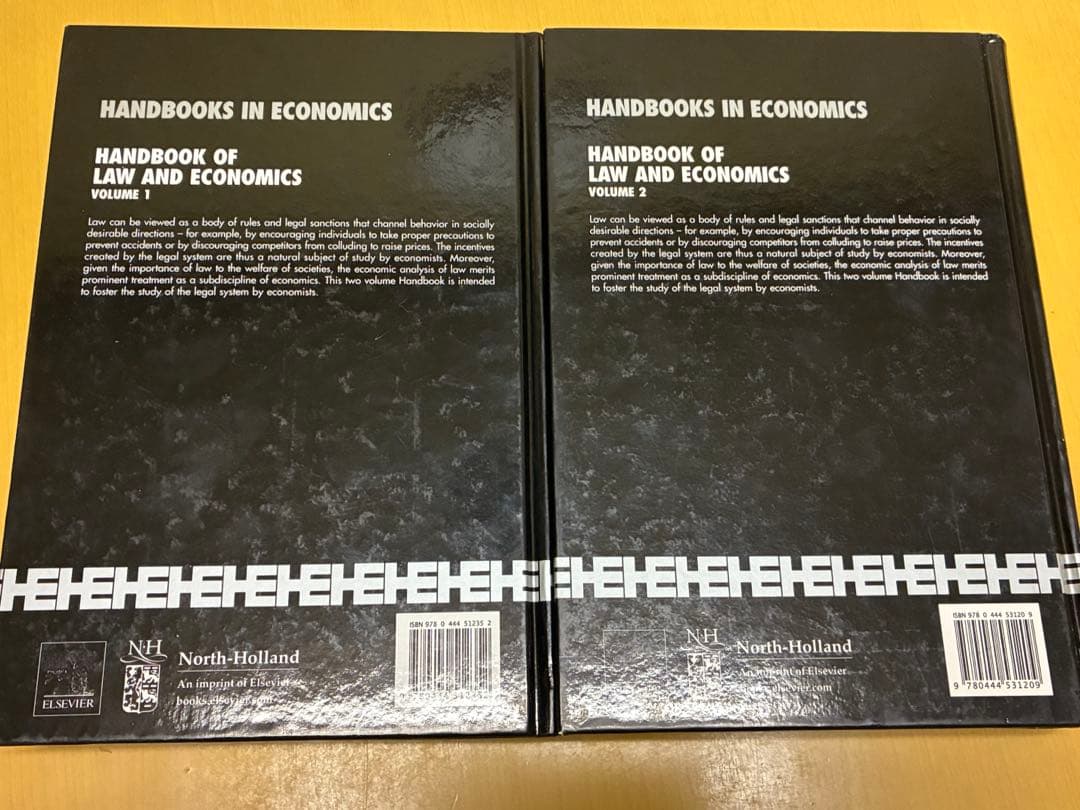 HANDBOOKS IN ECONOMICS
HANDBOOK OF
LAW AND ECONOMICS
VOLUME 1
Law can be viewed as a body of rules and legal sanctions that channel behavior in socially
desirable directions – for example, by encouraging individuals to take proper precautions to
prevent accidents or by discouraging competitors from colluding to raise prices. The incentives
created by the legal system are thus a natural subject of study by economists. Moreover,
given the importance of law to the welfare of societies, the economic analysis of law merits
prominent treatment as a subdiscipline of economics. This two volume Handbook is intended
to foster the study of the legal system by economists.
ELSEVIER
NH
North-Holland
An imprint of Elsevier
books.elsevier.com
ISBN 978 0 444 51235 2
HANDBOOKS IN ECONOMICS
HANDBOOK OF
LAW AND ECONOMICS
VOLUME 2
Law can be viewed as a body of rules and legal sanctions that channel behavior in socially
desirable directions – for example, by encouraging individuals to take proper precautions to
prevent accidents or by discouraging competitors from colluding to raise prices. The incentives
created by the legal system are thus a natural subject of study by economists. Moreover,
given the importance of law to the welfare of societies, the economic analysis of law merits
prominent treatment as a subdiscipline of economics. This two volume Handbook is intended
to foster the study of the legal system by economists.
NH
North-Holland
An imprint of Elsevier
ISBN 978 0 444 53120 9
9 780444 531209